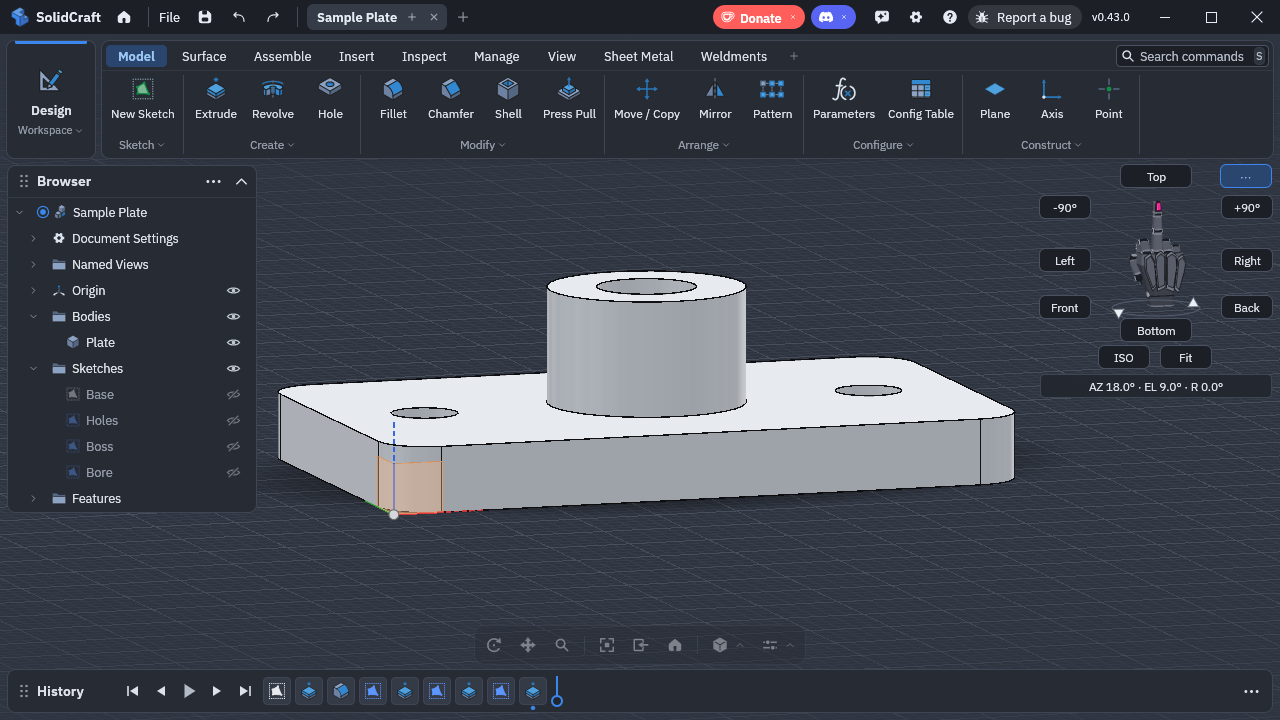 SolidCraft
File
Sample Plate
Donate
Report a bug
v0.43.0
Design
Workspace
Model
Surface
Assemble
Insert
Inspect
Manage
View
Sheet Metal
Weldments
Search commands
S
New Sketch
Extrude
Revolve
Hole
Fillet
Chamfer
Shell
Press Pull
Move / Copy
Mirror
Pattern
Parameters
Config Table
Plane
Axis
Point
Sketch
Create
Modify
Arrange
Configure
Construct
Browser
Sample Plate
Document Settings
Named Views
Origin
Bodies
Plate
Sketches
Base
Holes
Boss
Bore
Features
Top
...
-90°
+90°
Left
Right
Front
Back
Bottom
ISO
Fit
AZ 18.0° · EL 9.0° · R 0.0°
History